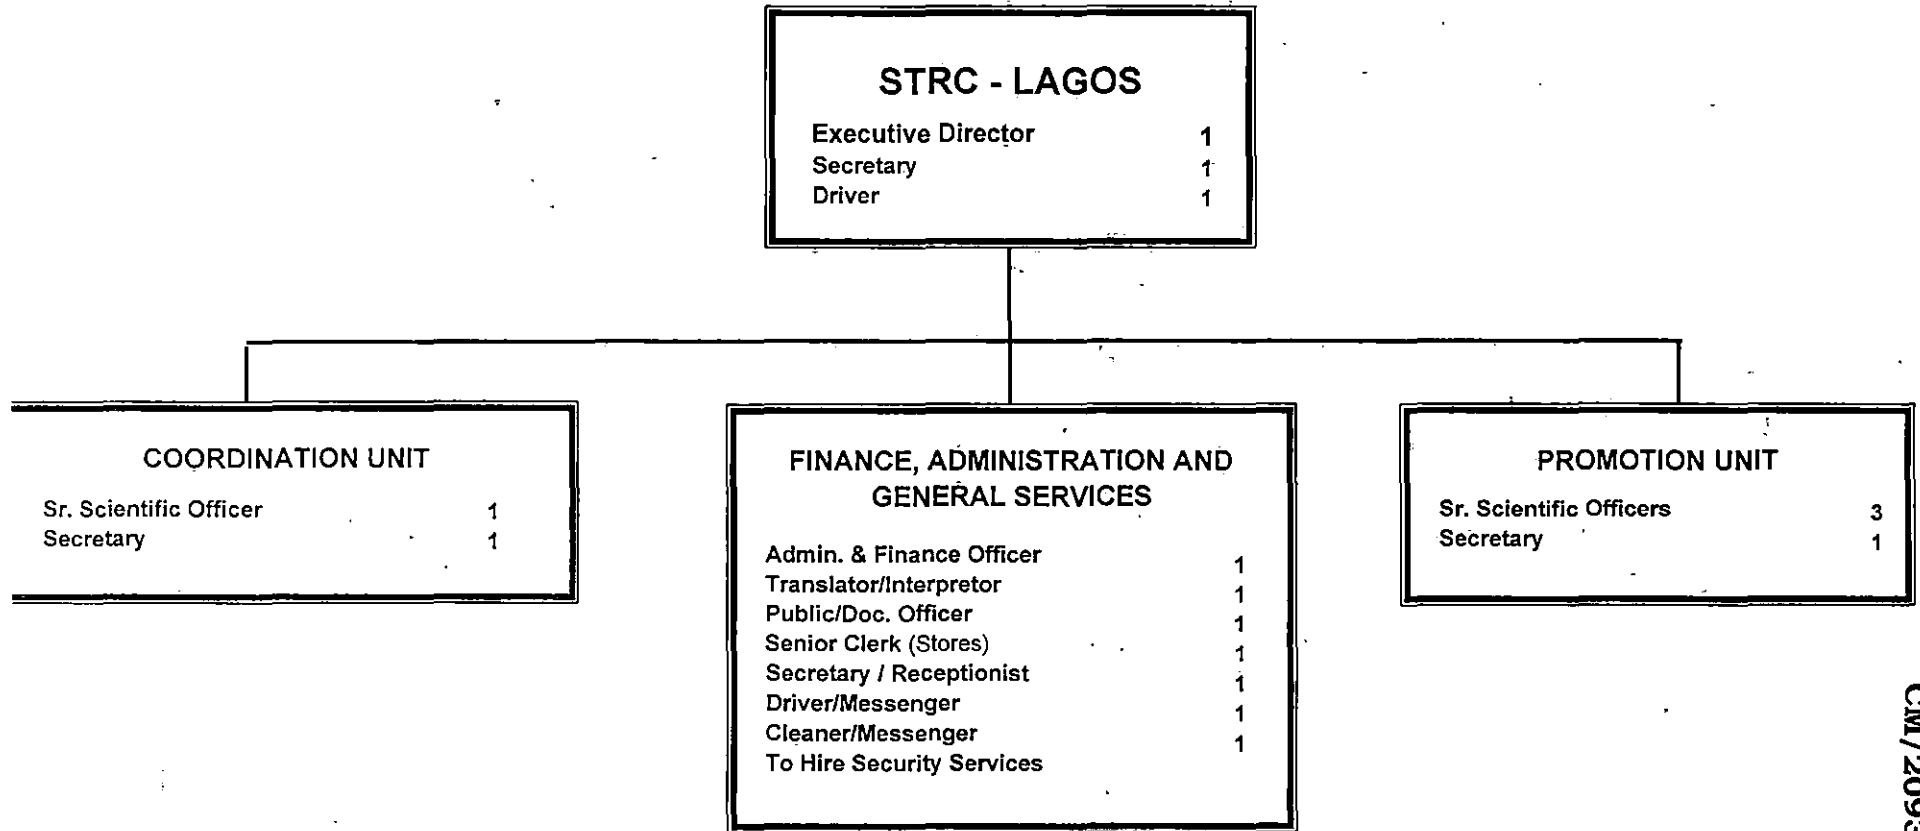 STRC - LAGOS
Executive Director 1
Secretary 1
Driver 1
COORDINATION UNIT
Sr. Scientific Officer 1
Secretary 1
FINANCE, ADMINISTRATION AND
GENERAL SERVICES
Admin. & Finance Officer 1
Translator/Interpretor 1
Public/Doc. Officer 1
Senior Clerk (Stores) 1
Secretary / Receptionist 1
Driver/Messenger 1
Cleaner/Messenger 1
To Hire Security Services
PROMOTION UNIT
Sr. Scientific Officers 3
Secretary 1